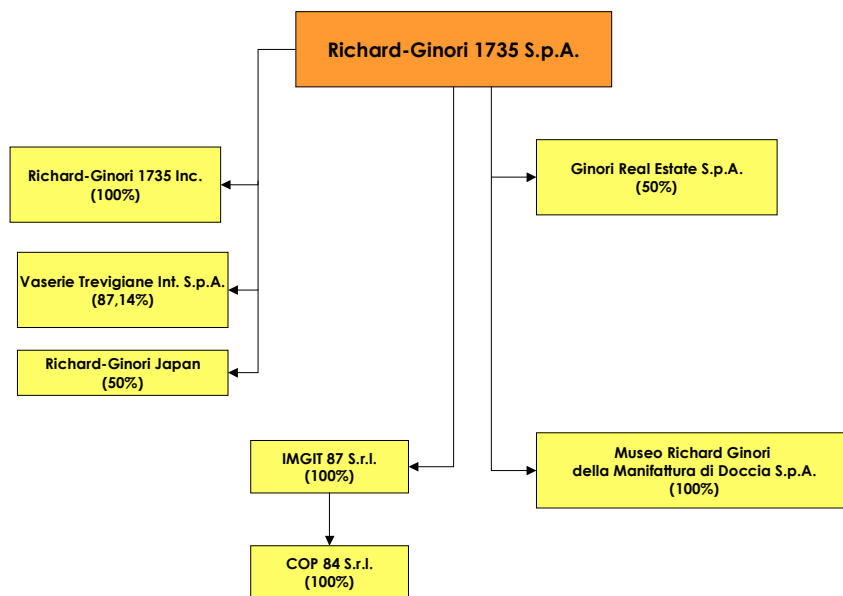 Richard-Ginori 1735 S.p.A.
Richard-Ginori 1735 Inc.
(100%)
Ginori Real Estate S.p.A.
(50%)
Vaserie Trevigiane Int. S.p.A.
(87,14%)
Richard-Ginori Japan
(50%)
IMGIT 87 S.r.l.
(100%)
Museo Richard Ginori
della Manifattura di Doccia S.p.A.
(100%)
COP 84 S.r.l.
(100%)